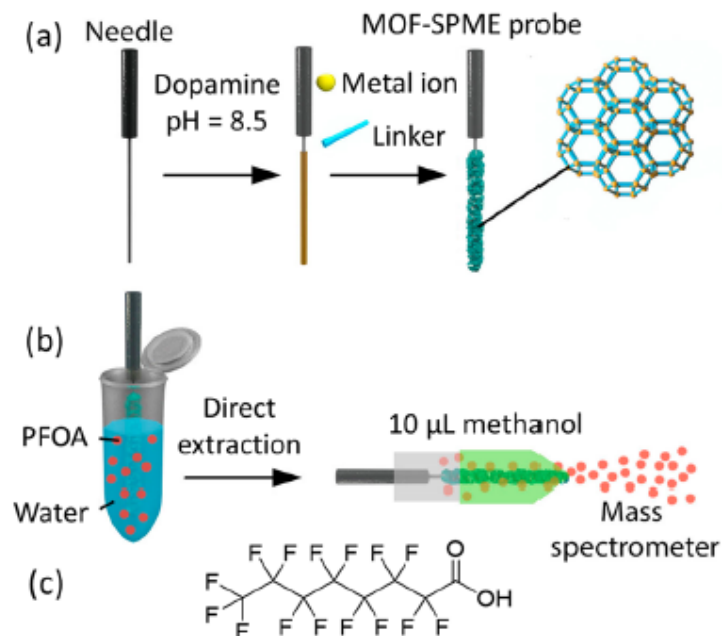 (a)
Needle
MOF-SPME probe
Dopamine
pH = 8.5
Metal ion
Linker
(b)
PFOA
Water
Direct
extraction
10 µL methanol
Mass
spectrometer
(c)
F F F F F F O
F OH
F F F F F F F
F